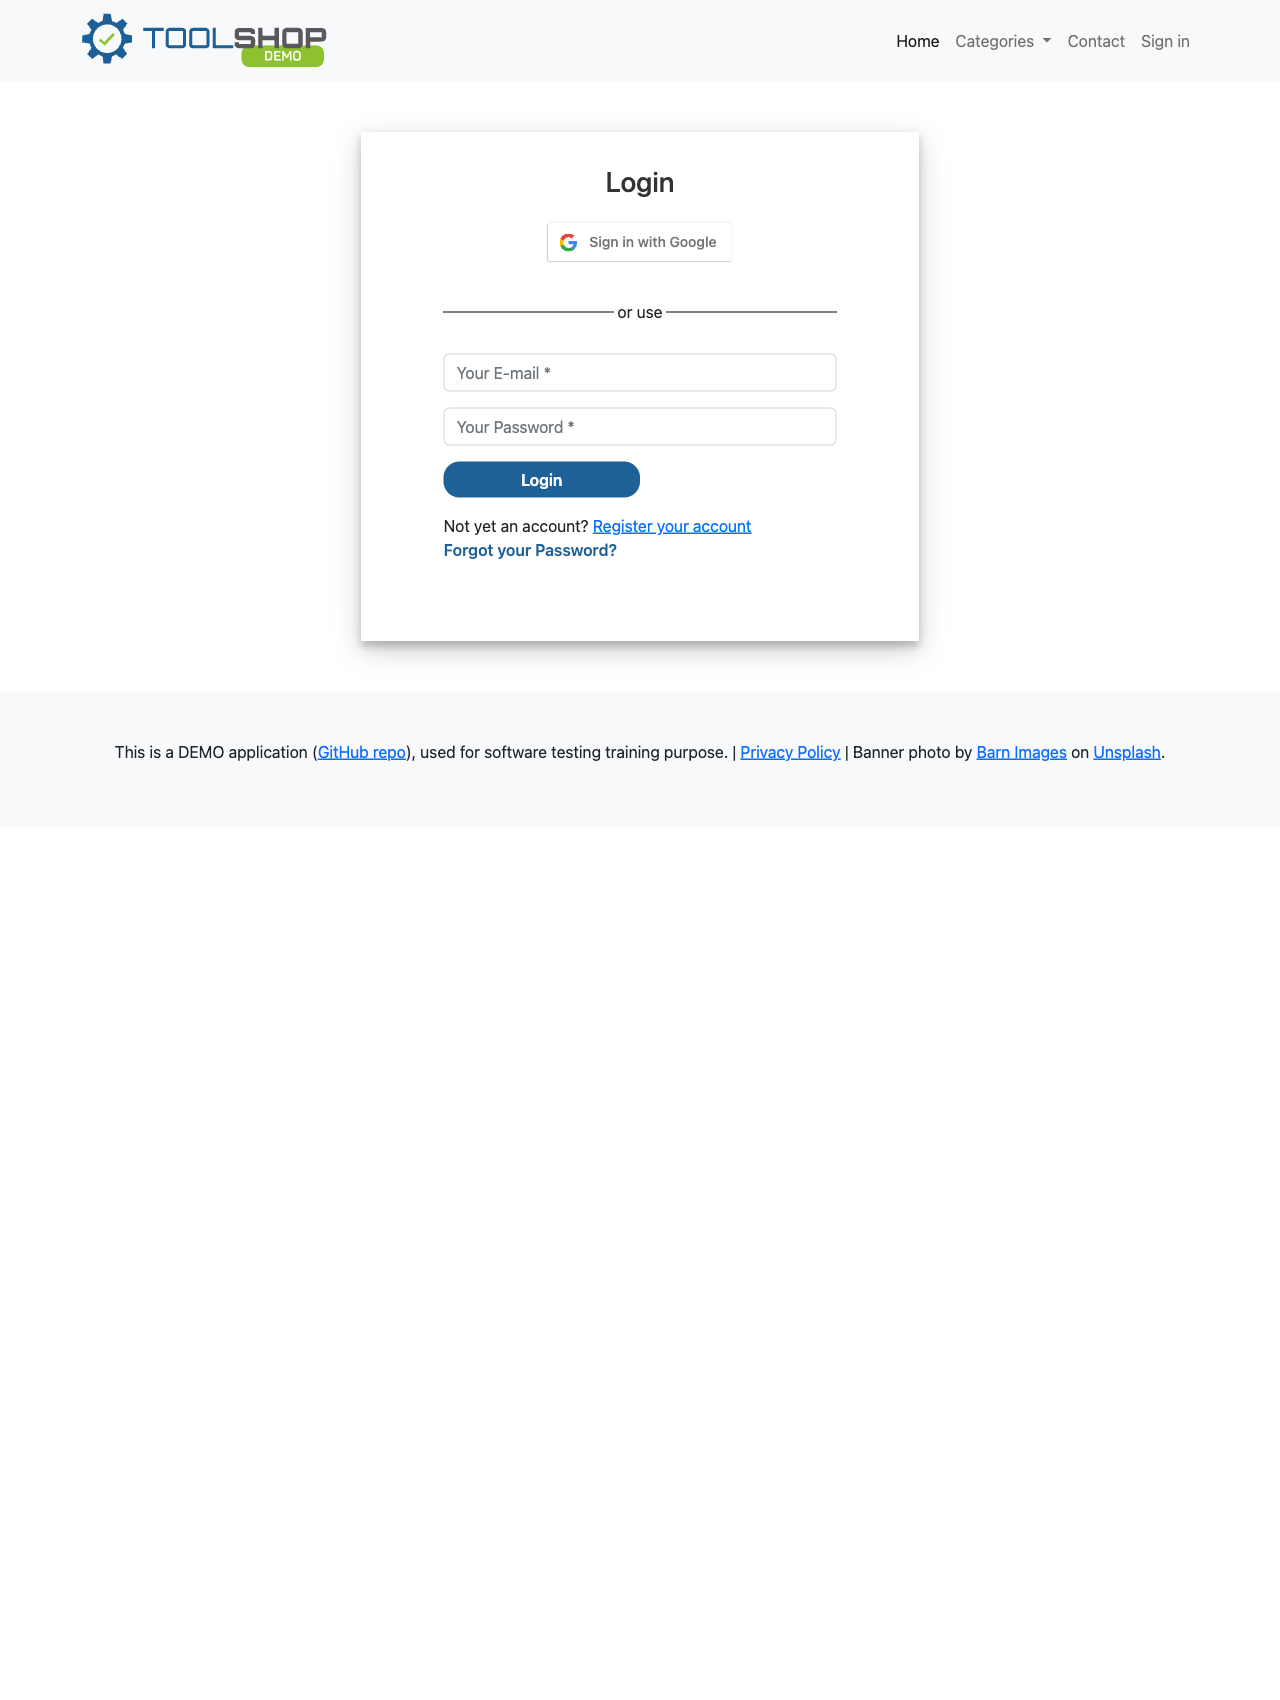 TOOLSHOP
DEMO
Home Categories Contact Sign in
Login
Sign in with Google
or use
Your E-mail *
Your Password *
Login
Not yet an account? Register your account
Forgot your Password?
This is a DEMO application (GitHub repo), used for software testing training purpose. | Privacy Policy | Banner photo by Barn Images on Unsplash.